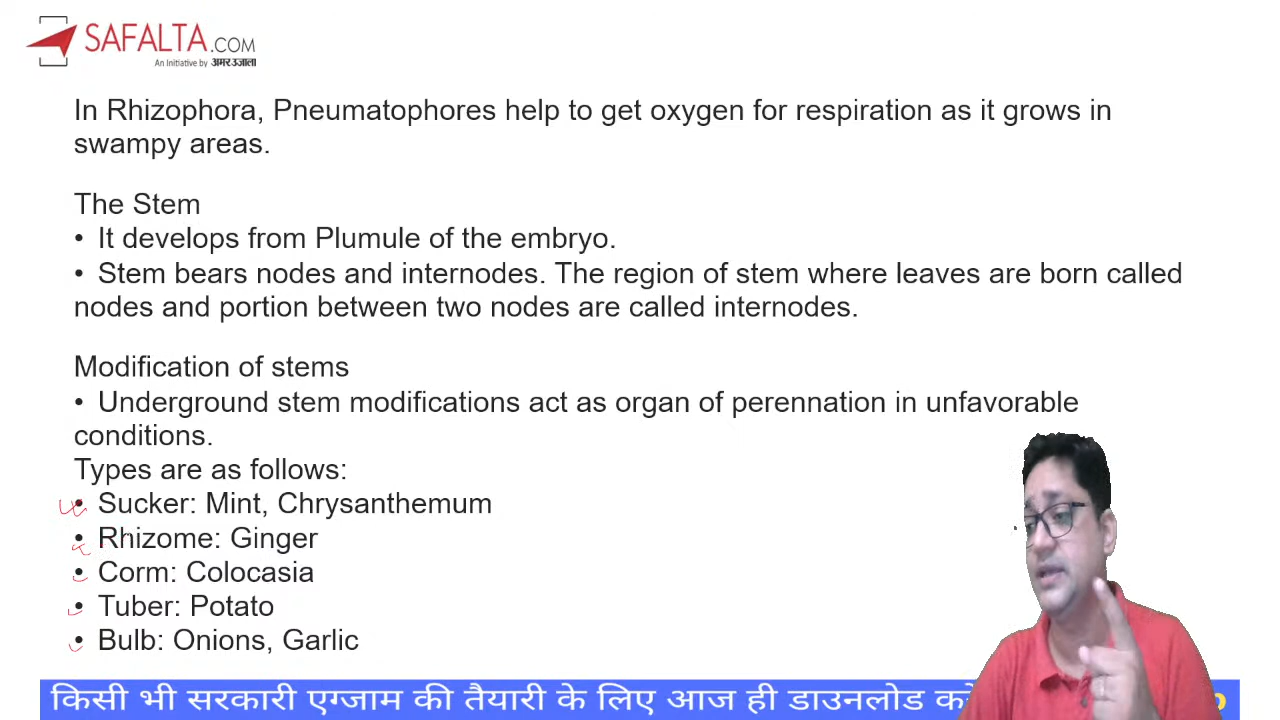 SAFALTA.COM
An Initiative by अमर उजाला
In Rhizophora, Pneumatophores help to get oxygen for respiration as it grows in
swampy areas.
The Stem
• It develops from Plumule of the embryo.
• Stem bears nodes and internodes. The region of stem where leaves are born called
nodes and portion between two nodes are called internodes.
Modification of stems
• Underground stem modifications act as organ of perennation in unfavorable
conditions.
Types are as follows:
• Sucker: Mint, Chrysanthemum
• Rhizome: Ginger
• Corm: Colocasia
• Tuber: Potato
• Bulb: Onions, Garlic
किसी भी सरकारी एग्जाम की तैयारी के लिए आज ही डाउनलोड